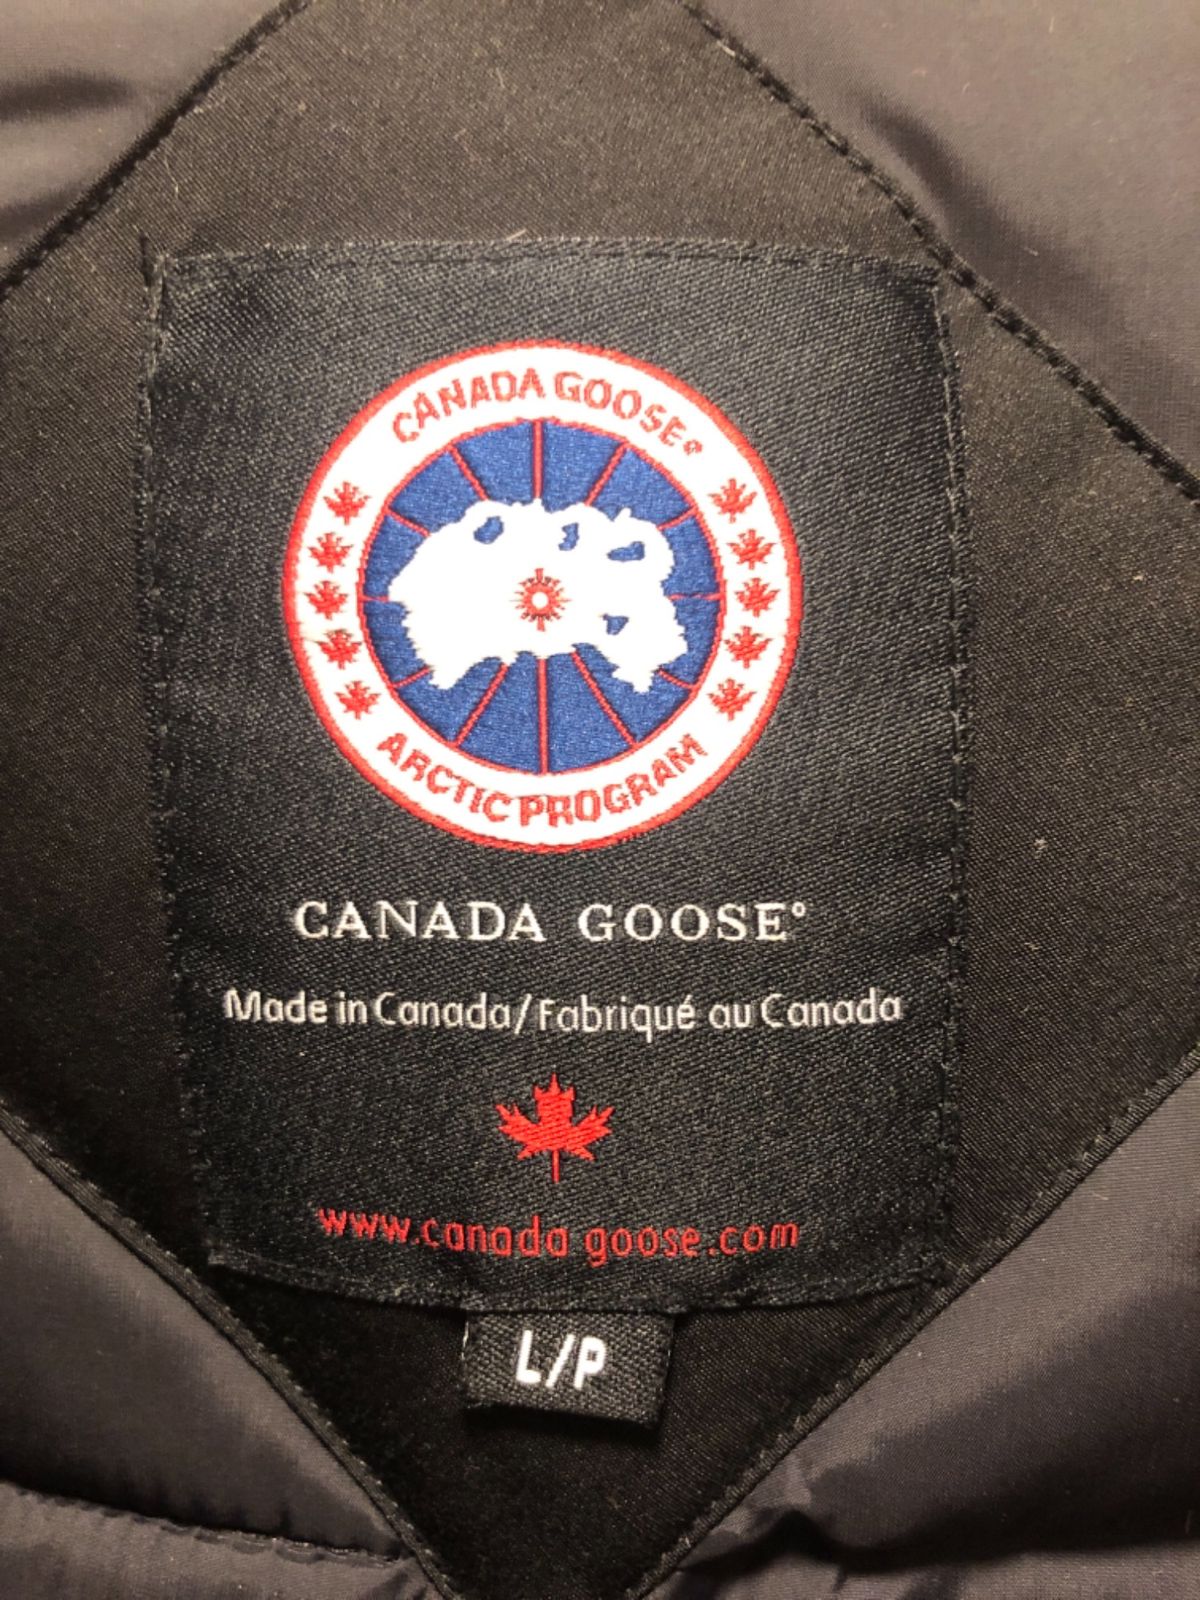 CANADA GOOSE®
ARCTIC PROGRAM
CANADA GOOSE®
Made in Canada/Fabriqué au Canada
www.canada goose.com
L/P